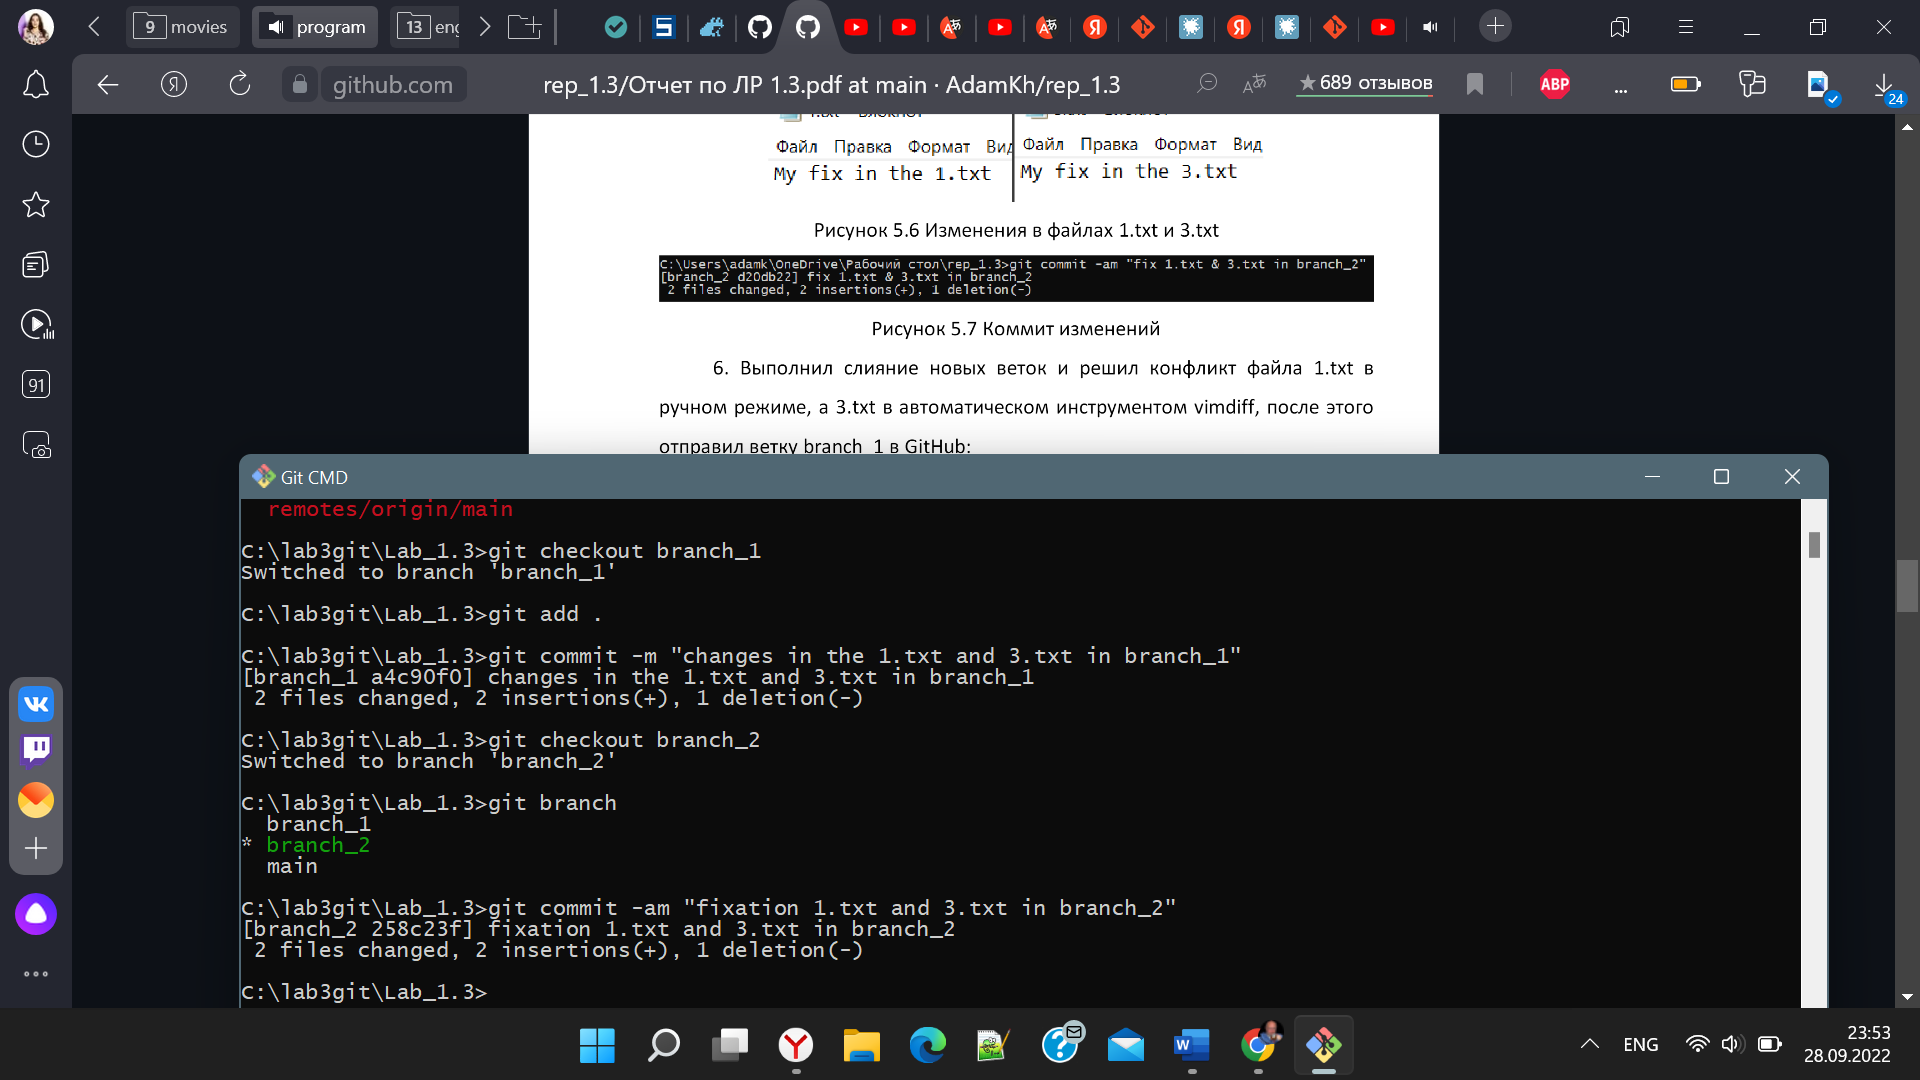 9 movies
program
13 eng
github.com
rep_1.3/Отчет по ЛР 1.3.pdf at main · AdamKh/rep_1.3
★ 689 отзывов
ABP
...
24
91
Файл Правка Формат Вид
My fix in the 1.txt
Файл Правка Формат Вид
My fix in the 3.txt
Рисунок 5.6 Изменения в файлах 1.txt и 3.txt
C:\Users\adamk\OneDrive\Рабочий стол\rep_1.3>git commit -am "fix 1.txt & 3.txt in branch_2"
[branch_2 d20db22] fix 1.txt & 3.txt in branch_2
2 files changed, 2 insertions(+), 1 deletion(-)
Рисунок 5.7 Коммит изменений
6. Выполнил слияние новых веток и решил конфликт файла 1.txt в
ручном режиме, а 3.txt в автоматическом инструментом vimdiff, после этого
отправил ветку branch_1 в GitHub:
Git CMD
remotes/origin/main
C:\lab3git\Lab_1.3>git checkout branch_1
Switched to branch 'branch_1'
C:\lab3git\Lab_1.3>git add .
C:\lab3git\Lab_1.3>git commit -m "changes in the 1.txt and 3.txt in branch_1"
[branch_1 a4c90f0] changes in the 1.txt and 3.txt in branch_1
2 files changed, 2 insertions(+), 1 deletion(-)
C:\lab3git\Lab_1.3>git checkout branch_2
Switched to branch 'branch_2'
C:\lab3git\Lab_1.3>git branch
branch_1
* branch_2
main
C:\lab3git\Lab_1.3>git commit -am "fixation 1.txt and 3.txt in branch_2"
[branch_2 258c23f] fixation 1.txt and 3.txt in branch_2
2 files changed, 2 insertions(+), 1 deletion(-)
C:\lab3git\Lab_1.3>
ENG
23:53
28.09.2022